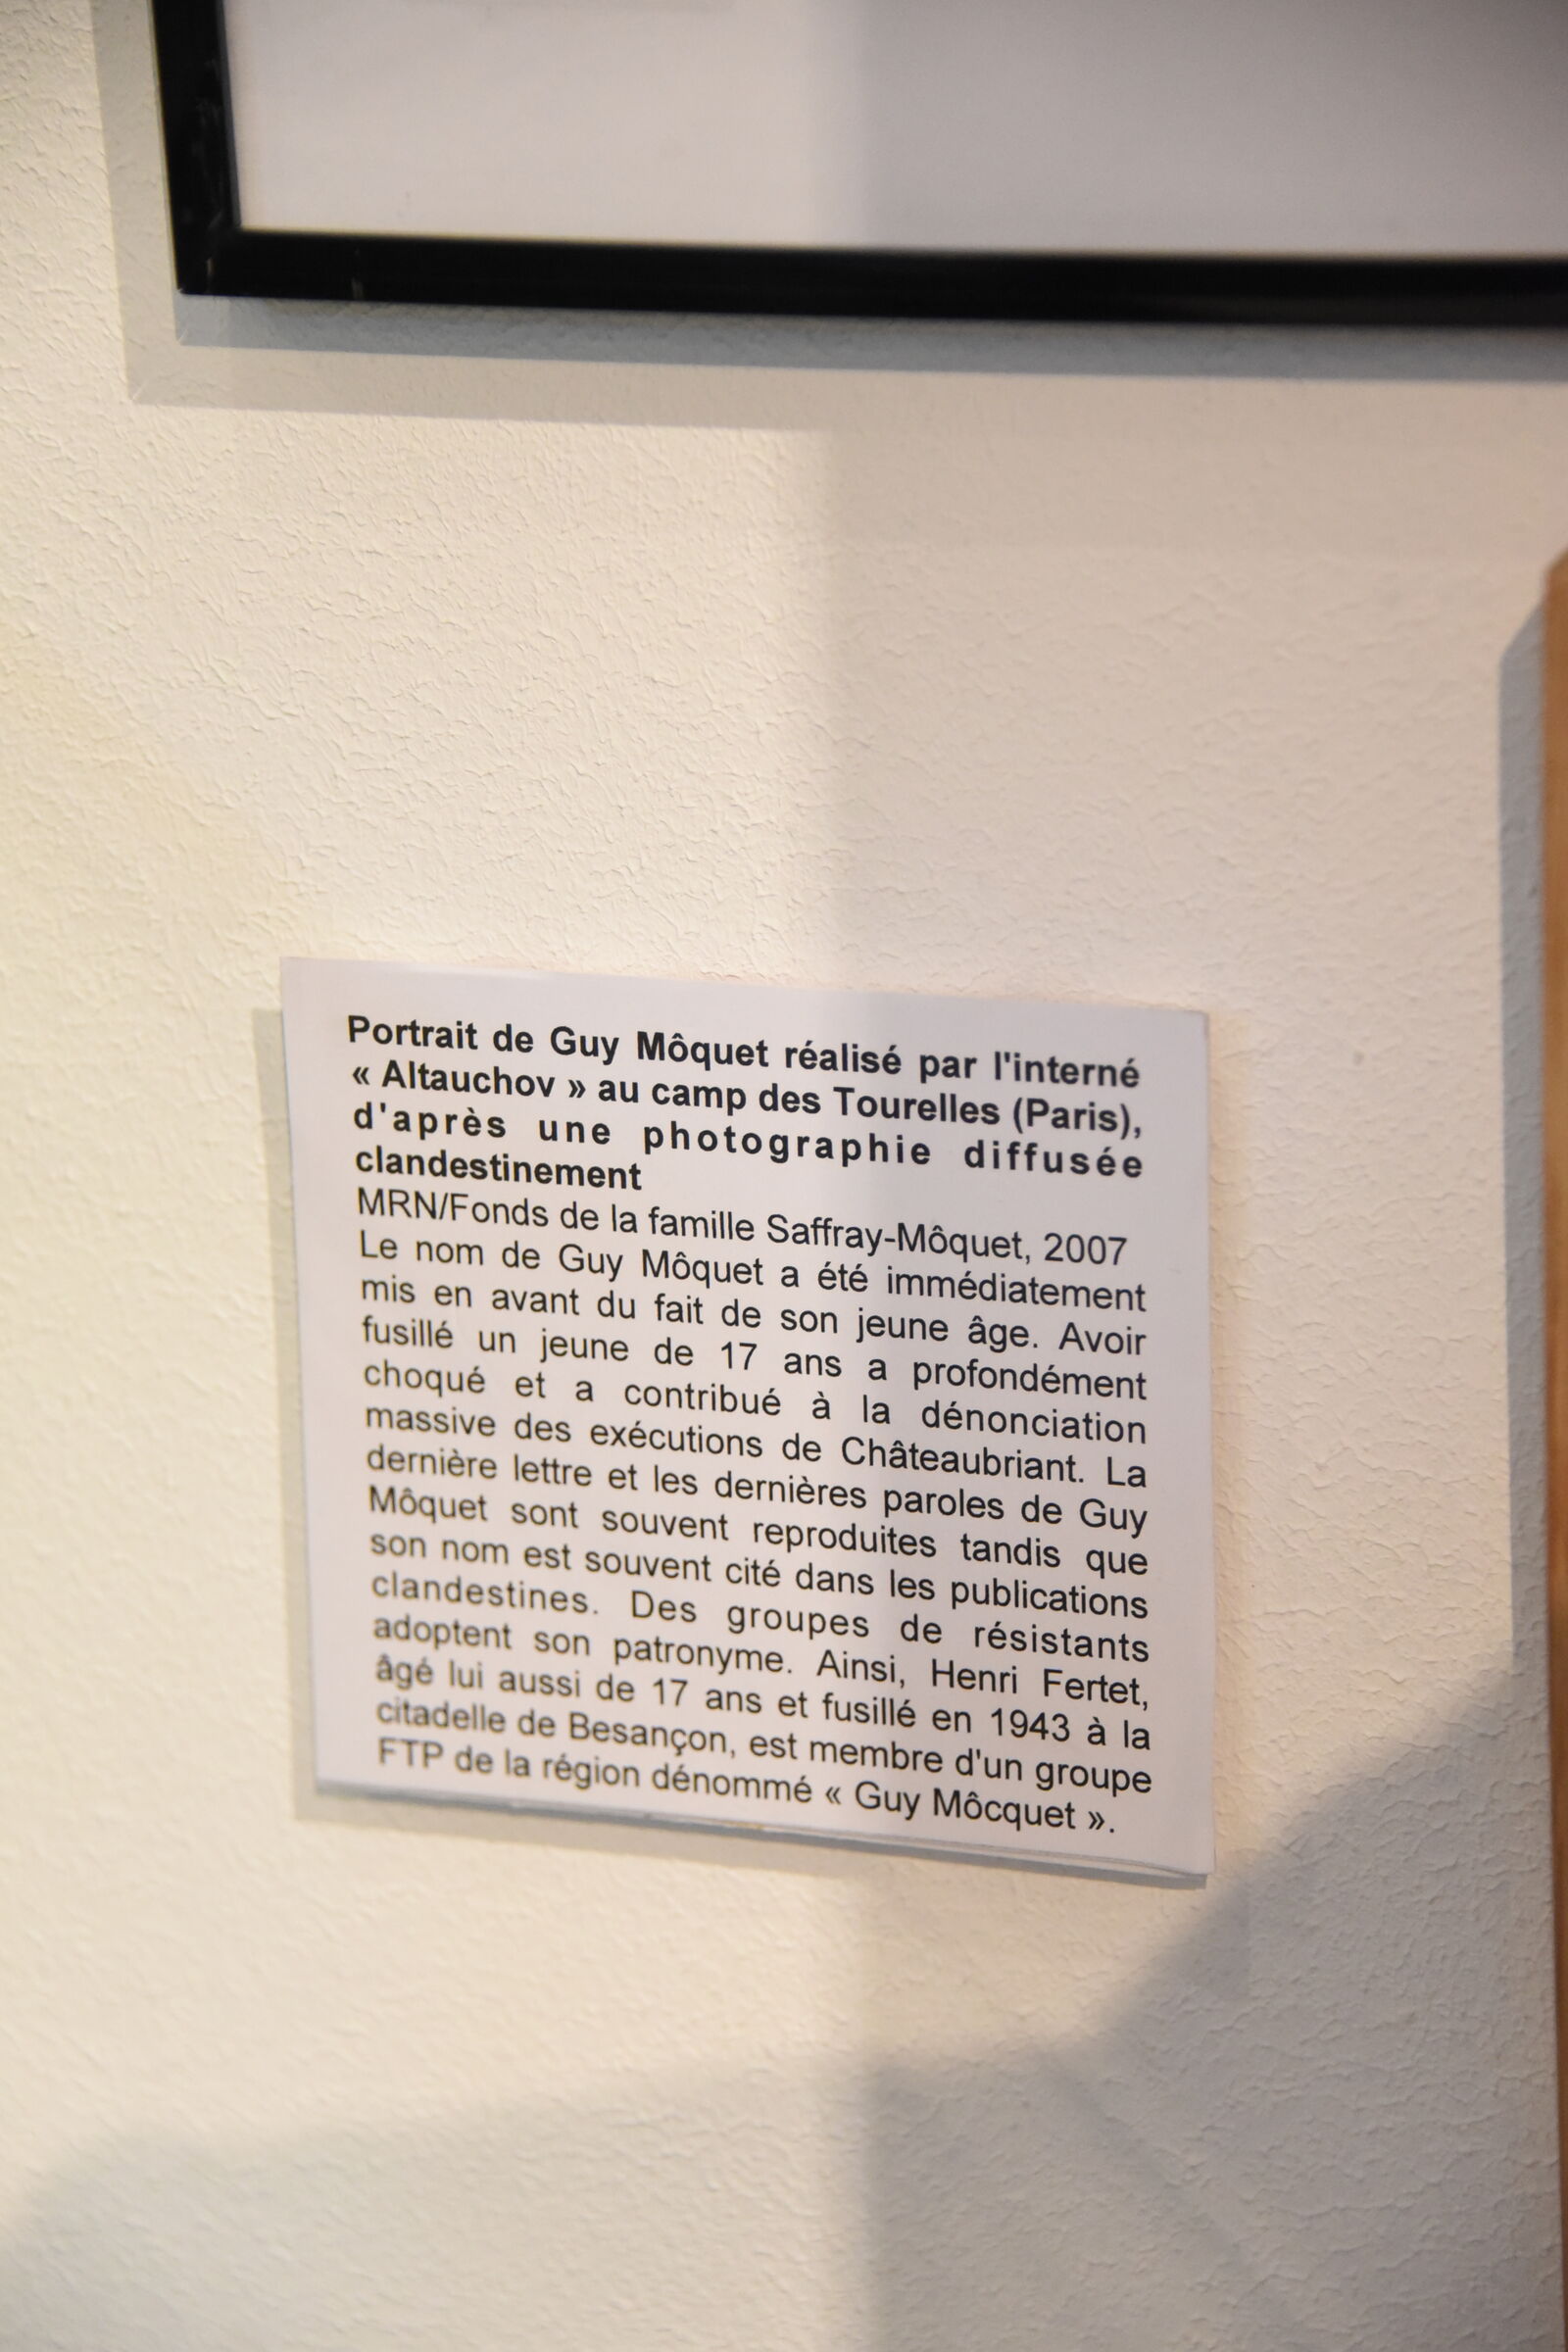 Portrait de Guy Môquet réalisé par l'interné
« Altauchov » au camp des Tourelles (Paris),
d'après une photographie diffusée
clandestinement
MRN/Fonds de la famille Saffray-Môquet, 2007
Le nom de Guy Môquet a été immédiatement
mis en avant du fait de son jeune âge. Avoir
fusillé un jeune de 17 ans a profondément
choqué et a contribué à la dénonciation
massive des exécutions de Châteaubriant. La
dernière lettre et les dernières paroles de Guy
Môquet sont souvent reproduites tandis que
son nom est souvent cité dans les publications
clandestines. Des groupes de résistants
adoptent son patronyme. Ainsi, Henri Fertet,
âgé lui aussi de 17 ans et fusillé en 1943 à la
citadelle de Besançon, est membre d'un groupe
FTP de la région dénommé « Guy Môcquet ».